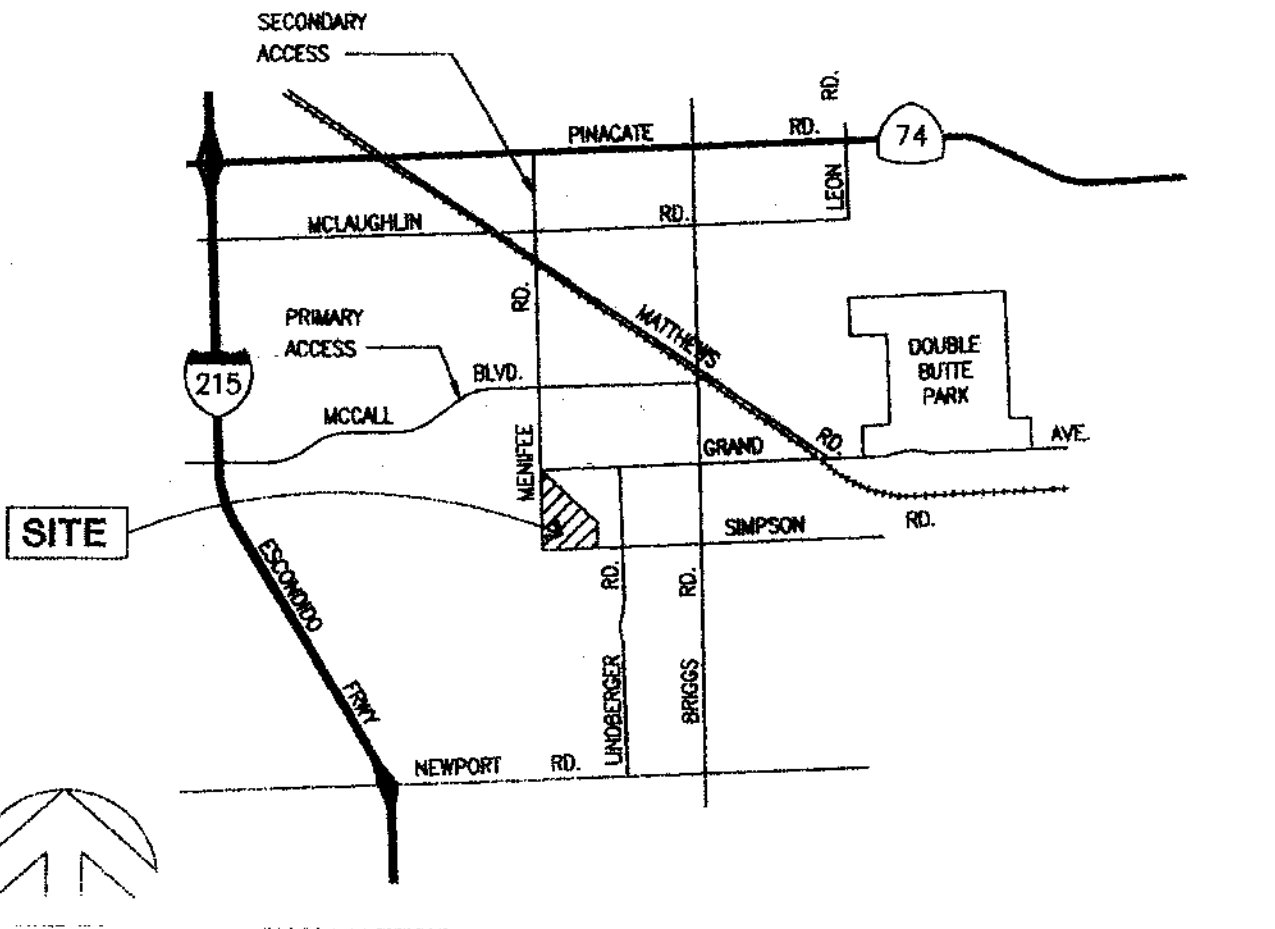 SECONDARY
ACCESS
RD.
PINACATE RD.
74
LEON
MCLAUGHLIN RD.
RD.
PRIMARY
ACCESS
MATTHEWS
DOUBLE
BUTTE
PARK
215
BLVD.
MCCALL
GRAND RD. AVE.
MENIFEE
SITE
SIMPSON RD.
ESCONDIDO
RD.
RD.
FRWY
LINDBERGER
BRIGGS
NEWPORT RD.